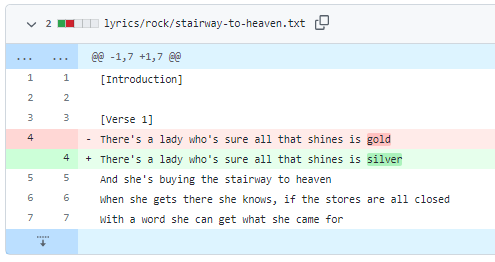 2 lyrics/rock/stairway-to-heaven.txt
... ... @@ -1,7 +1,7 @@
1 1 [Introduction]
2 2
3 3 [Verse 1]
4 - There's a lady who's sure all that shines is gold
4 + There's a lady who's sure all that shines is silver
5 5 And she's buying the stairway to heaven
6 6 When she gets there she knows, if the stores are all closed
7 7 With a word she can get what she came for